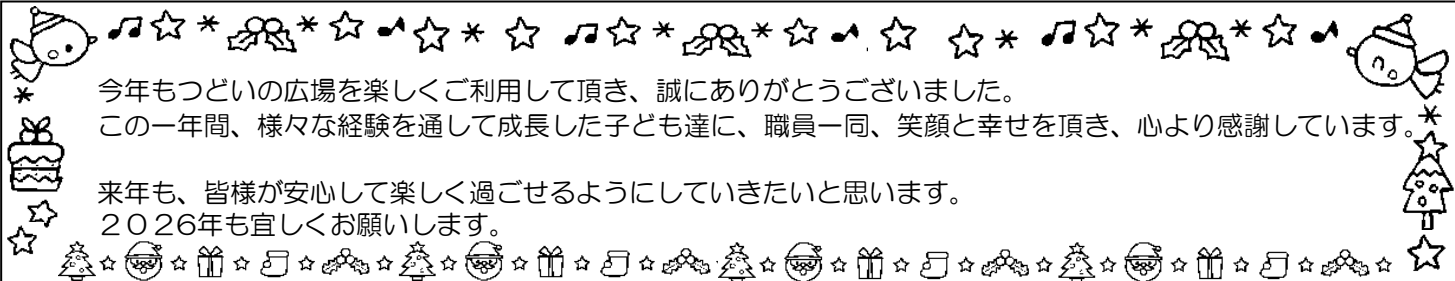 今年もつどいの広場を楽しくご利用して頂き、誠にありがとうございました。
この一年間、様々な経験を通して成長した子ども達に、職員一同、笑顔と幸せを頂き、心より感謝しています。
来年も、皆様が安心して楽しく過ごせるようにしていきたいと思います。
２０２６年も宜しくお願いします。